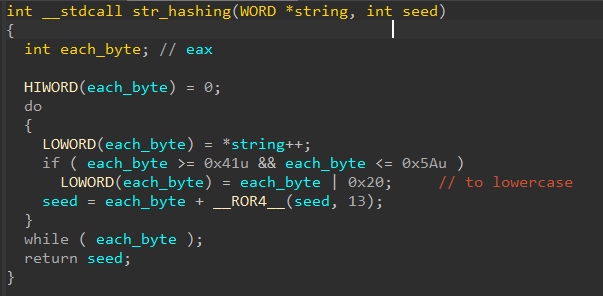 int __stdcall str_hashing(WORD *string, int seed)
{
  int each_byte; // eax

  HIWORD(each_byte) = 0;
  do
  {
    LOWORD(each_byte) = *string++;
    if ( each_byte >= 0x41u && each_byte <= 0x5Au )
      LOWORD(each_byte) = each_byte | 0x20;     // to lowercase
    seed = each_byte + __ROR4__(seed, 13);
  }
  while ( each_byte );
  return seed;
}